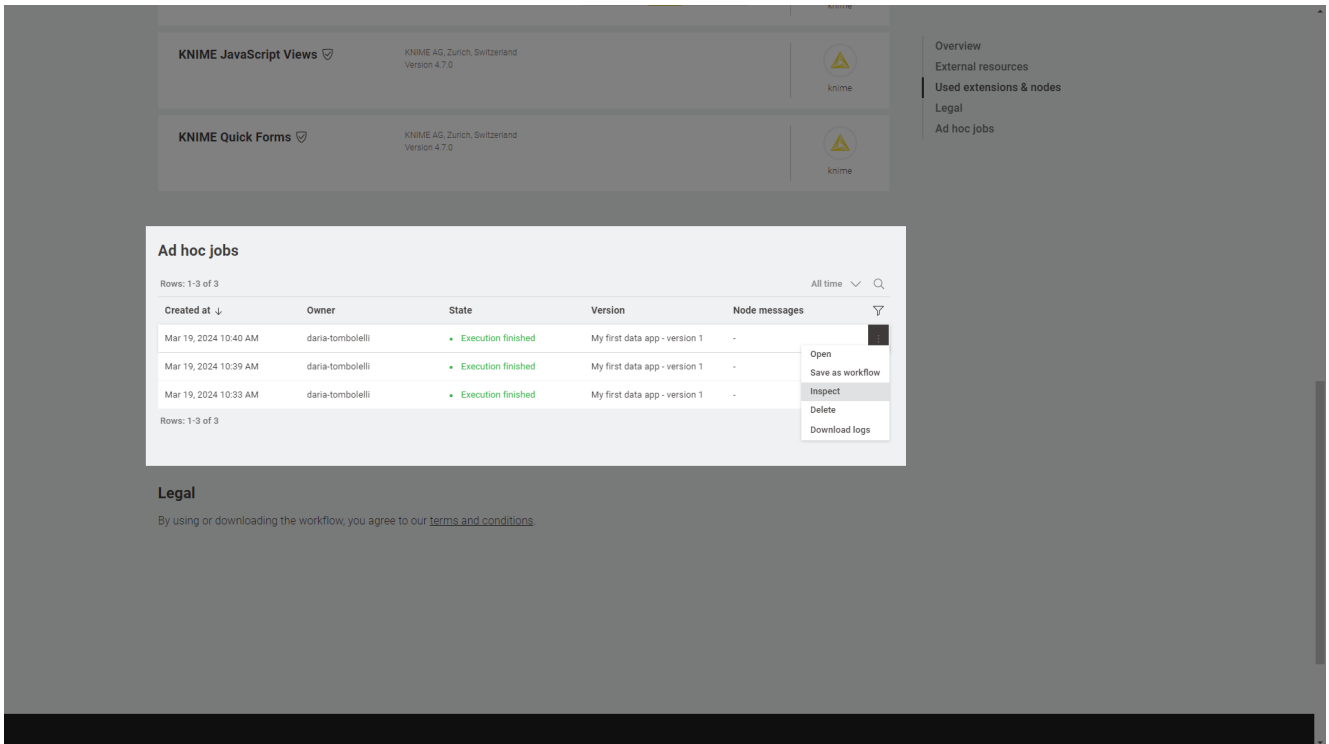 knime
KNIME JavaScript Views
KNIME AG, Zurich, Switzerland
Version 4.7.0
knime
KNIME Quick Forms
KNIME AG, Zurich, Switzerland
Version 4.7.0
knime
Overview
External resources
Used extensions & nodes
Legal
Ad hoc jobs
Ad hoc jobs
Rows: 1-3 of 3
All time
Created at ↓ Owner State Version Node messages
Mar 19, 2024 10:40 AM daria-tombolelli Execution finished My first data app - version 1 -
Mar 19, 2024 10:39 AM daria-tombolelli Execution finished My first data app - version 1 -
Mar 19, 2024 10:33 AM daria-tombolelli Execution finished My first data app - version 1 -
Rows: 1-3 of 3
Open
Save as workflow
Inspect
Delete
Download logs
Legal
By using or downloading the workflow, you agree to our terms and conditions.